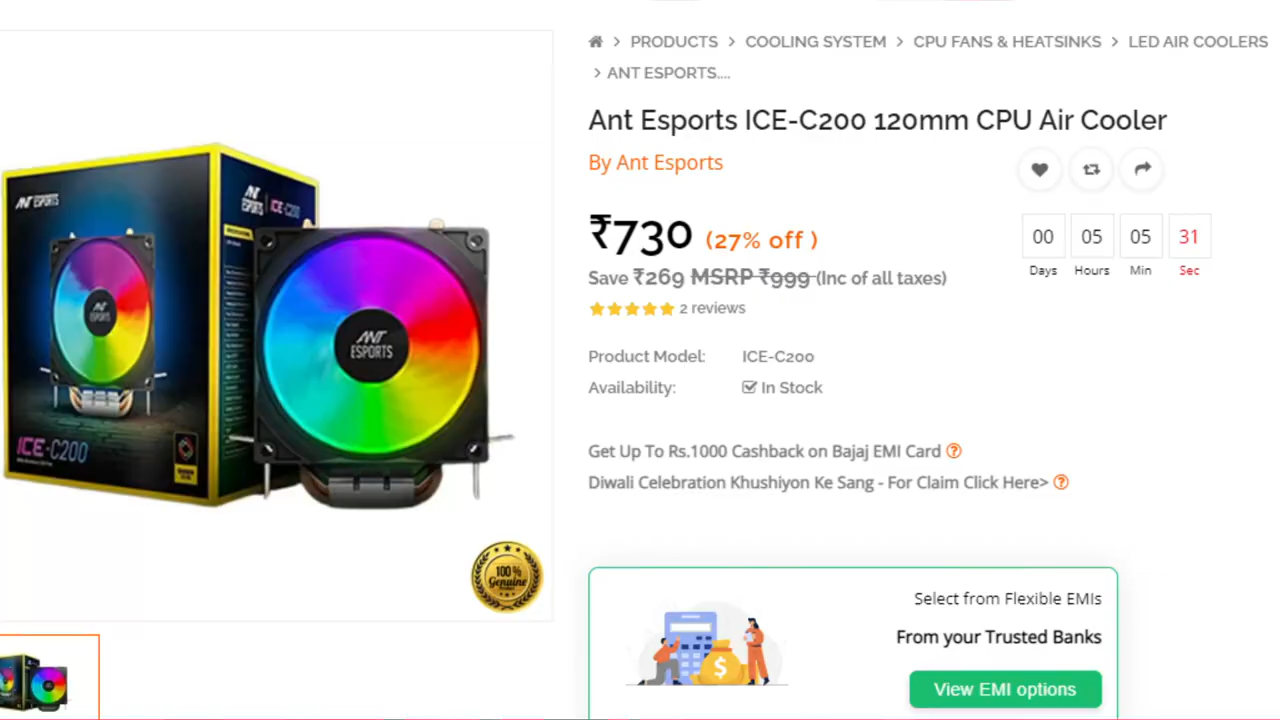 PRODUCTS > COOLING SYSTEM > CPU FANS & HEATSINKS > LED AIR COOLERS
> ANT ESPORTS....
Ant Esports ICE-C200 120mm CPU Air Cooler
By Ant Esports
₹730 (27% off )
00 05 05 31
Days Hours Min Sec
Save ₹269 MSRP ₹999 (Inc of all taxes)
2 reviews
Product Model: ICE-C200
Availability: In Stock
Get Up To Rs.1000 Cashback on Bajaj EMI Card
Diwali Celebration Khushiyon Ke Sang - For Claim Click Here>
Select from Flexible EMIs
From your Trusted Banks
View EMI options
ANT ESPORTS
ANT ESPORTS ICE-C200
ANT ESPORTS
ANT ESPORTS
ICE-C200
100% Genuine